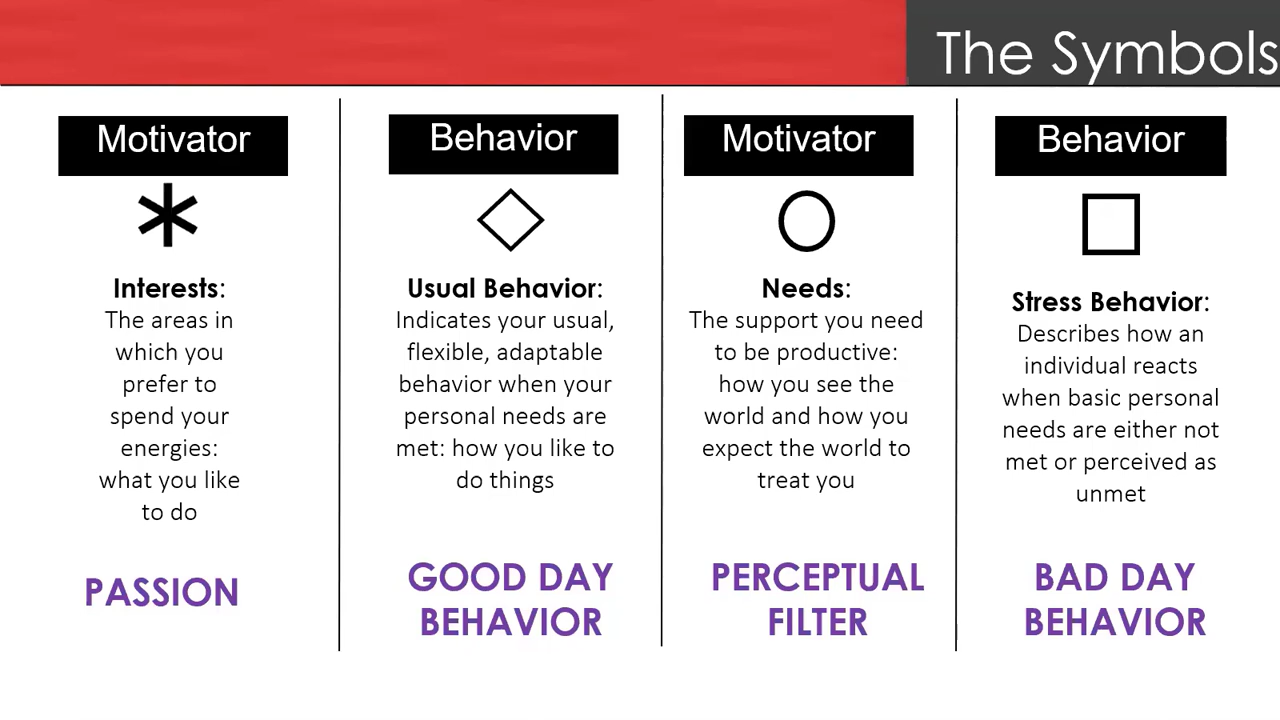 The Symbols
Motivator
Interests:
The areas in
which you
prefer to
spend your
energies:
what you like
to do
PASSION
Behavior
Usual Behavior:
Indicates your usual,
flexible, adaptable
behavior when your
personal needs are
met: how you like to
do things
GOOD DAY
BEHAVIOR
Motivator
Needs:
The support you need
to be productive:
how you see the
world and how you
expect the world to
treat you
PERCEPTUAL
FILTER
Behavior
Stress Behavior:
Describes how an
individual reacts
when basic personal
needs are either not
met or perceived as
unmet
BAD DAY
BEHAVIOR